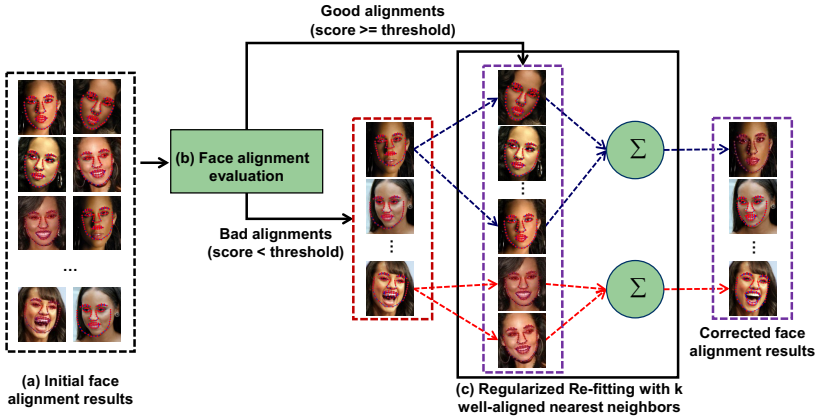 Good alignments
(score >= threshold)
(b) Face alignment
evaluation
Bad alignments
(score < threshold)
...
...
...
...
Σ
Σ
(a) Initial face
alignment results
(c) Regularized Re-fitting with k
well-aligned nearest neighbors
Corrected face
alignment results